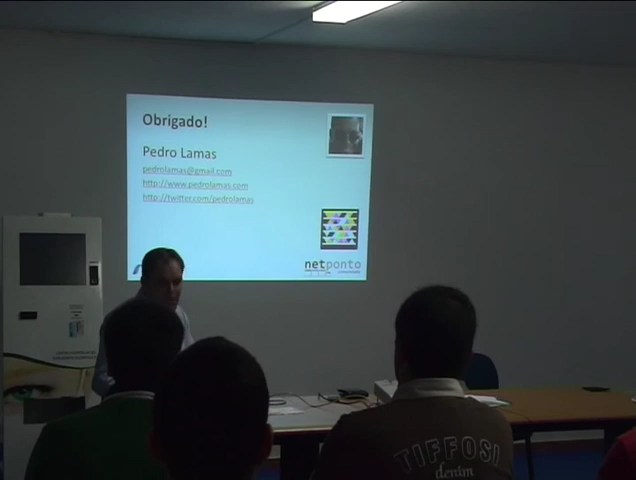 Obrigado!
Pedro Lamas
pedrolamas@gmail.com
http://www.pedrolamas.com
http://twitter.com/pedrolamas
netponto
TIFFOSI
denim